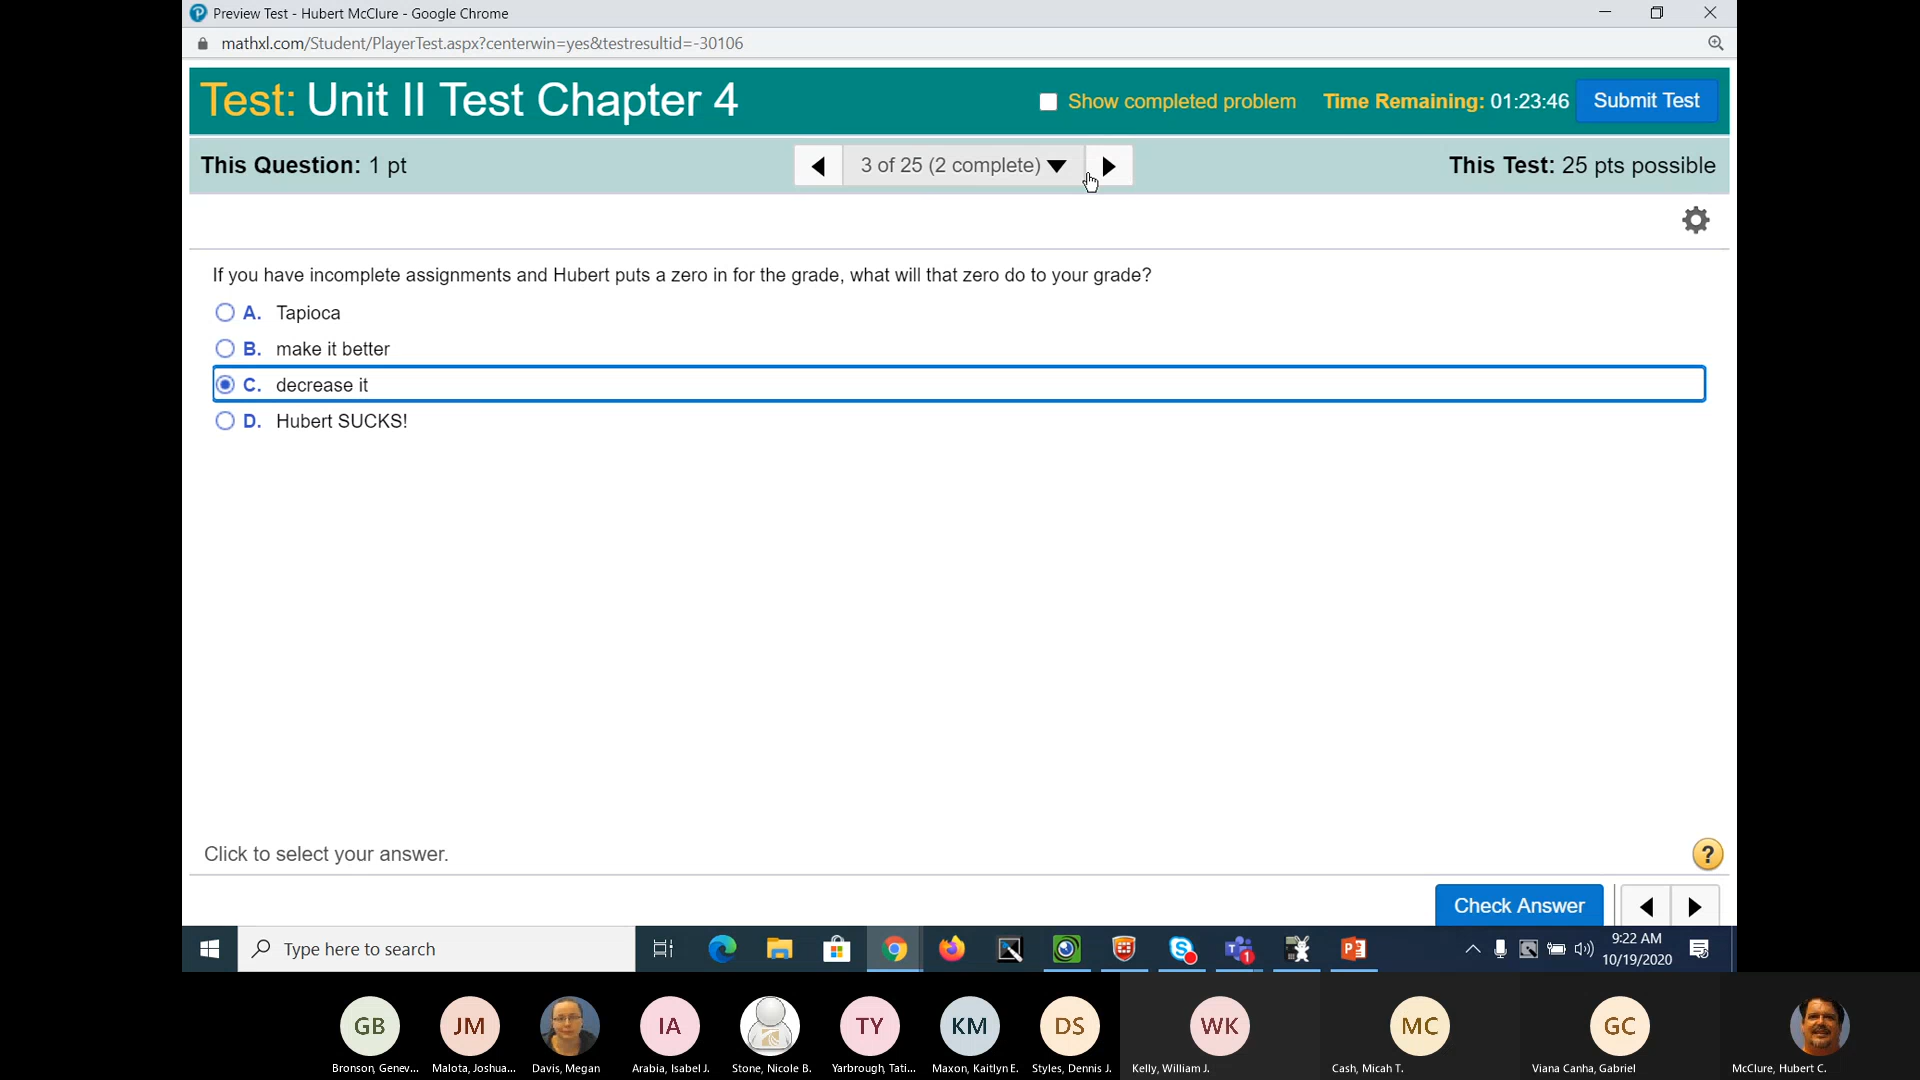 Preview Test - Hubert McClure - Google Chrome
mathxl.com/Student/PlayerTest.aspx?centerwin=yes&testresultid=-30106
Test: Unit II Test Chapter 4
Show completed problem
Time Remaining: 01:23:46
Submit Test
This Question: 1 pt
3 of 25 (2 complete)
This Test: 25 pts possible
If you have incomplete assignments and Hubert puts a zero in for the grade, what will that zero do to your grade?
A. Tapioca
B. make it better
C. decrease it
D. Hubert SUCKS!
Click to select your answer.
?
Check Answer
Type here to search
1
9:22 AM
10/19/2020
GB
JM
IA
TY
KM
DS
WK
MC
GC
Bronson, Genev...
Malota, Joshua...
Davis, Megan
Arabia, Isabel J.
Stone, Nicole B.
Yarbrough, Tati...
Maxon, Kaitlyn E.
Styles, Dennis J.
Kelly, William J.
Cash, Micah T.
Viana Canha, Gabriel
McClure, Hubert C.